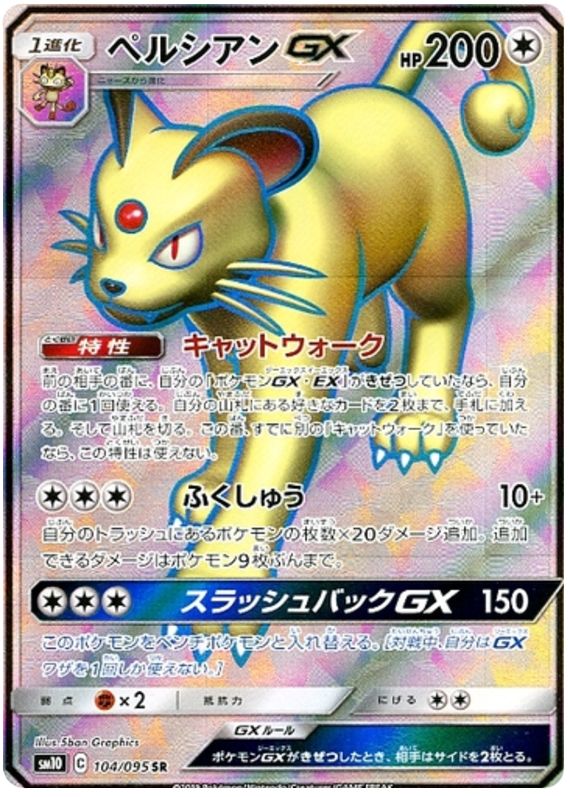 1進化 ペルシアンGX HP200
ニャースから進化
とくせい
特性 キャットウォーク
前の相手の番に、自分の「ポケモンGX・EX」がきぜつしていたなら、自分
の番に1回使える。自分の山札にある好きなカードを2枚まで、手札に加え
る。そして山札を切る。この番、すでに別の「キャットウォーク」を使っていた
なら、この特性は使えない。
ふくしゅう 10+
自分のトラッシュにあるポケモンの枚数×20ダメージ追加。追加
できるダメージはポケモン9枚ぶんまで。
スラッシュバックGX 150
このポケモンをベンチポケモンと入れ替える。[対戦中、自分はGX
ワザを1回しか使えない。]
弱点 ×2 抵抗力 にげる
GXルール
ポケモンGXがきぜつしたとき、相手はサイドを2枚とる。
Illus. 5ban Graphics
sm10 C 104/095 SR
©2019 Pokémon/Nintendo/Creatures/GAME FREAK